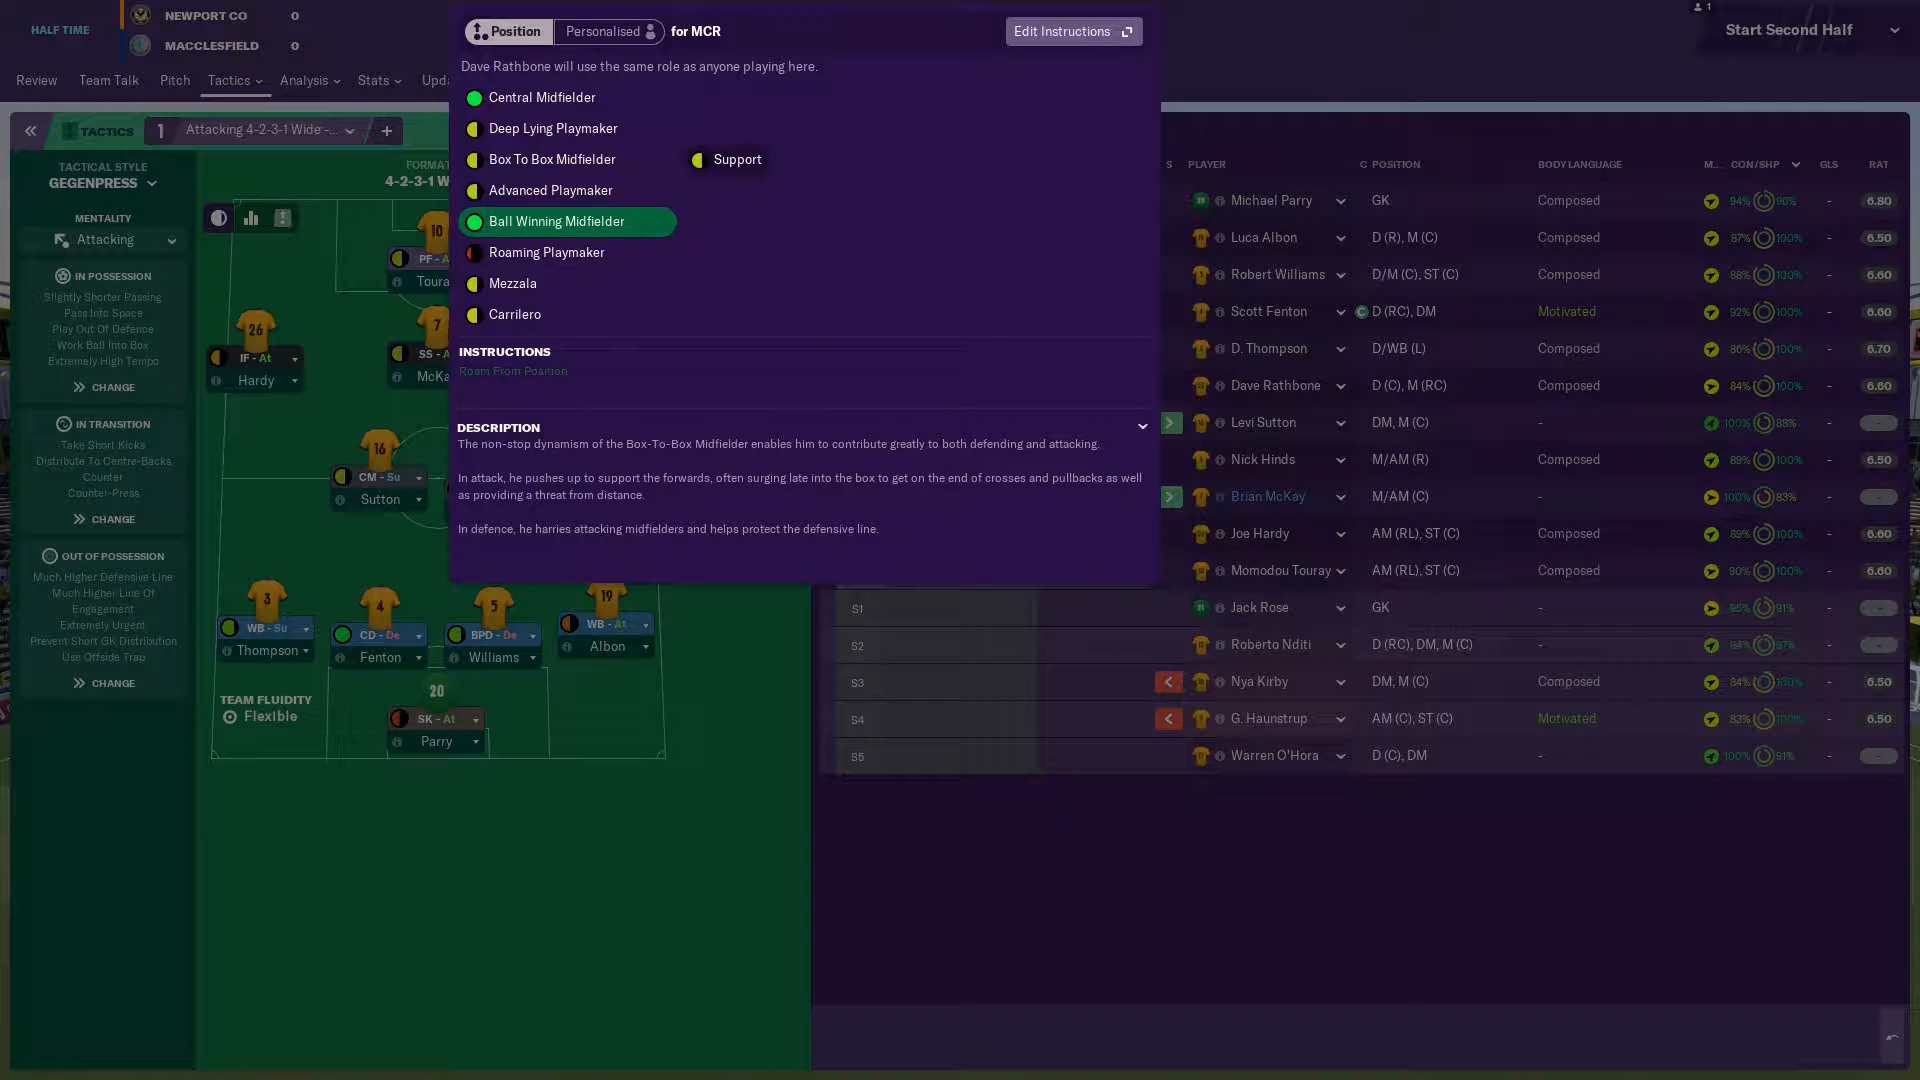 HALF TIME
NEWPORT CO 0
MACCLESFIELD 0
Review Team Talk Pitch Tactics Analysis Stats
Position Personalised for MCR Edit Instructions
1
Start Second Half
Dave Rathbone will use the same role as anyone playing here.
Central Midfielder
Deep Lying Playmaker
Box To Box Midfielder Support
Advanced Playmaker
Ball Winning Midfielder
Roaming Playmaker
Mezzala
Carrilero
INSTRUCTIONS
Roam From Position
DESCRIPTION
The non-stop dynamism of the Box-To-Box Midfielder enables him to contribute greatly to both defending and attacking.
In attack, he pushes up to support the forwards, often surging late into the box to get on the end of crosses and pullbacks as well
as providing a threat from distance.
In defence, he harries attacking midfielders and helps protect the defensive line.
TACTICS 1 Attacking 4-2-3-1 Wide -... +
TACTICAL STYLE
GEGENPRESS
MENTALITY
Attacking
IN POSSESSION
Slightly Shorter Passing
Pass Into Space
Play Out Of Defence
Work Ball Into Box
Extremely High Tempo
CHANGE
IN TRANSITION
Take Short Kicks
Distribute To Centre-Backs
Counter
Counter-Press
CHANGE
OUT OF POSSESSION
Much Higher Defensive Line
Much Higher Line Of
Engagement
Extremely Urgent
Prevent Short GK Distribution
Use Offside Trap
CHANGE
10
PF - A
26
IF - At
Hardy
7
SS - A
16
CM - Su
Sutton
3
WB - Su
Thompson
4
CD - De
Fenton
5
BPD - De
Williams
19
WB - At
Albon
20
SK - At
Parry
TEAM FLUIDITY
Flexible
S PLAYER C POSITION BODY LANGUAGE M... CON/SHP GLS RAT
Michael Parry GK Composed 94% 96% - 6.80
Luca Albon D (R), M (C) Composed 87% 100% - 6.50
Robert Williams D/M (C), ST (C) Composed 88% 100% - 6.60
Scott Fenton C D (RC), DM Motivated 92% 100% - 6.60
D. Thompson D/WB (L) Composed 86% 100% - 6.70
Dave Rathbone D (C), M (RC) Composed 84% 100% - 6.60
Levi Sutton DM, M (C) - 100% 88% - -
Nick Hinds M/AM (R) Composed 89% 100% - 6.50
Brian McKay M/AM (C) - 100% 83% - -
Joe Hardy AM (RL), ST (C) Composed 89% 100% - 6.60
Momodou Touray AM (RL), ST (C) Composed 90% 100% - 6.60
S1 Jack Rose GK - 95% 91% - -
S2 Roberto Nditi D (RC), DM, M (C) - 97% - -
S3 Nya Kirby DM, M (C) Composed 84% 100% - 6.50
S4 G. Haunstrup AM (C), ST (C) Motivated 83% 100% - 6.50
S5 Warren O'Hora D (C), DM - 100% 91% - -